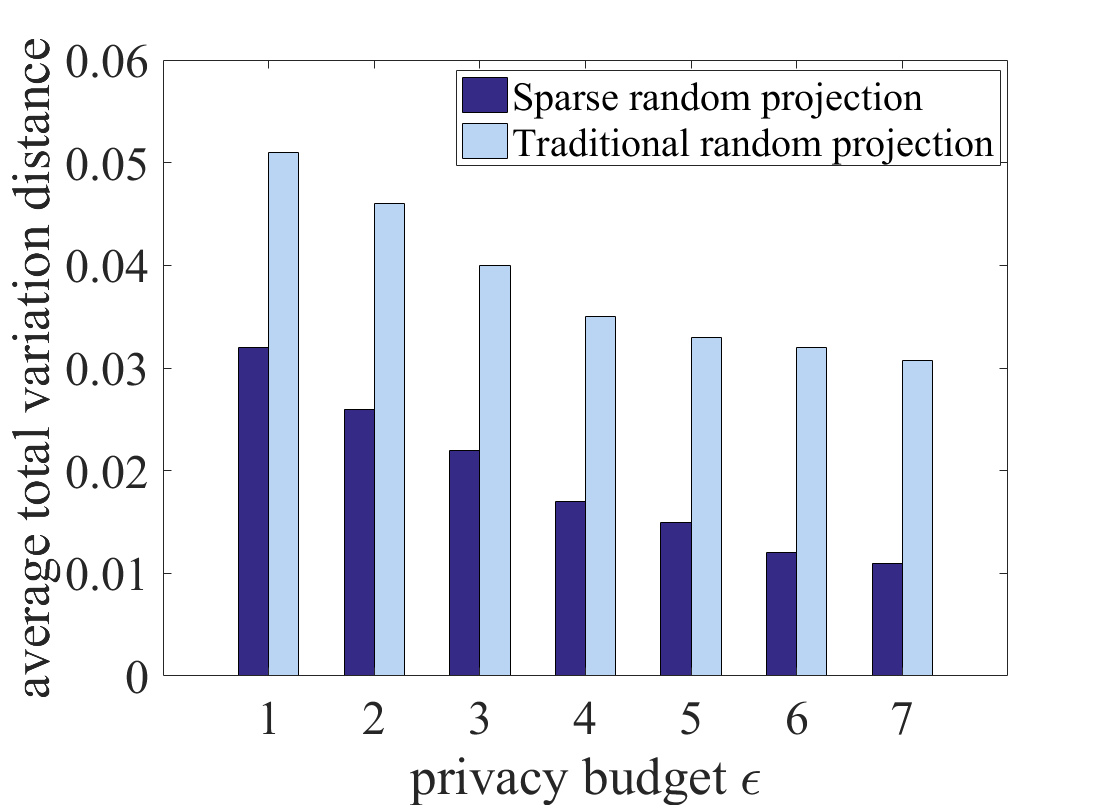 average total variation distance
0.06
0.05
0.04
0.03
0.02
0.01
0
Sparse random projection
Traditional random projection
1 2 3 4 5 6 7
privacy budget ϵ